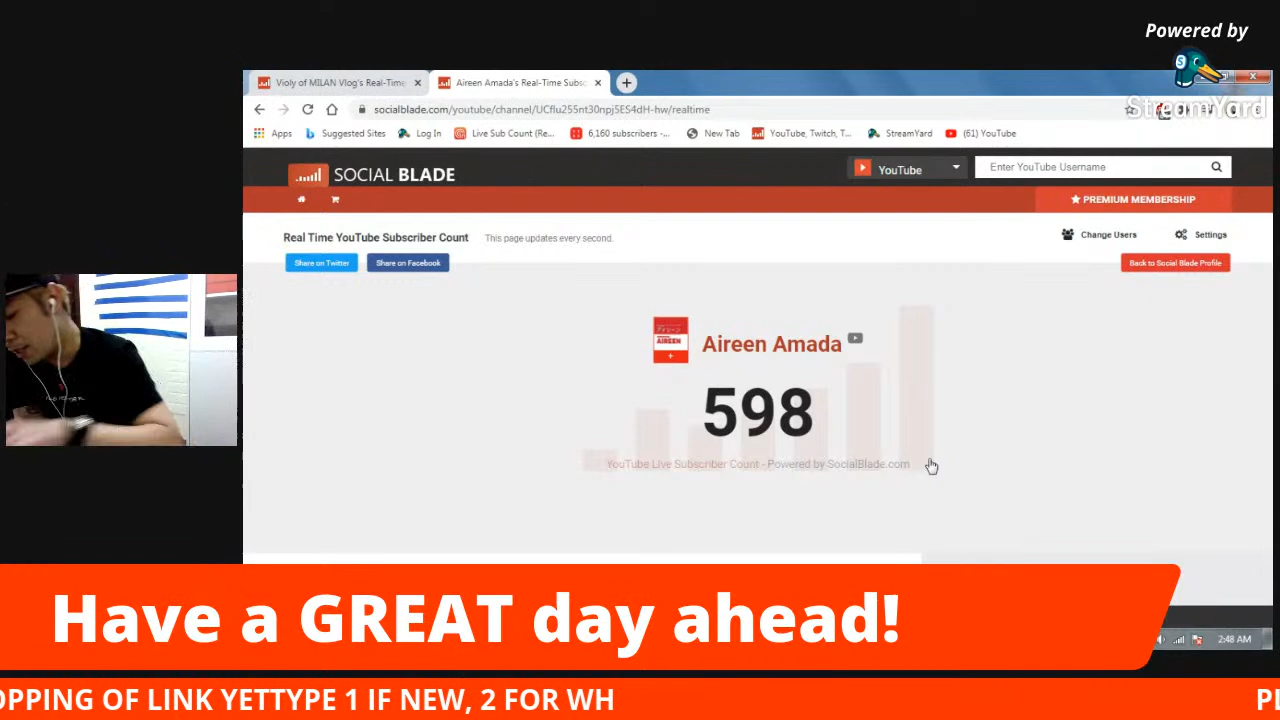 Powered by
StreamYard
Violy of MILAN Vlog's Real-Time
Aireen Amada's Real-Time Subsc
socialblade.com/youtube/channel/UCflu255nt30npj5ES4dH-hw/realtime
Apps
Suggested Sites
Log In
Live Sub Count (Re...
6,160 subscribers -...
New Tab
YouTube, Twitch, T...
StreamYard
(61) YouTube
SOCIAL BLADE
YouTube
Enter YouTube Username
PREMIUM MEMBERSHIP
Real Time YouTube Subscriber Count
This page updates every second.
Change Users
Settings
Share on Twitter
Share on Facebook
Back to Social Blade Profile
AIREEN
Aireen Amada
598
YouTube Live Subscriber Count - Powered by SocialBlade.com
Have a GREAT day ahead!
2:48 AM
OPPING OF LINK YETTYPE 1 IF NEW, 2 FOR WH